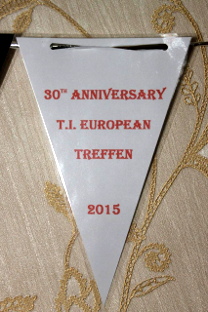 30TH ANNIVERSARY
T.I. EUROPEAN
TREFFEN
2015